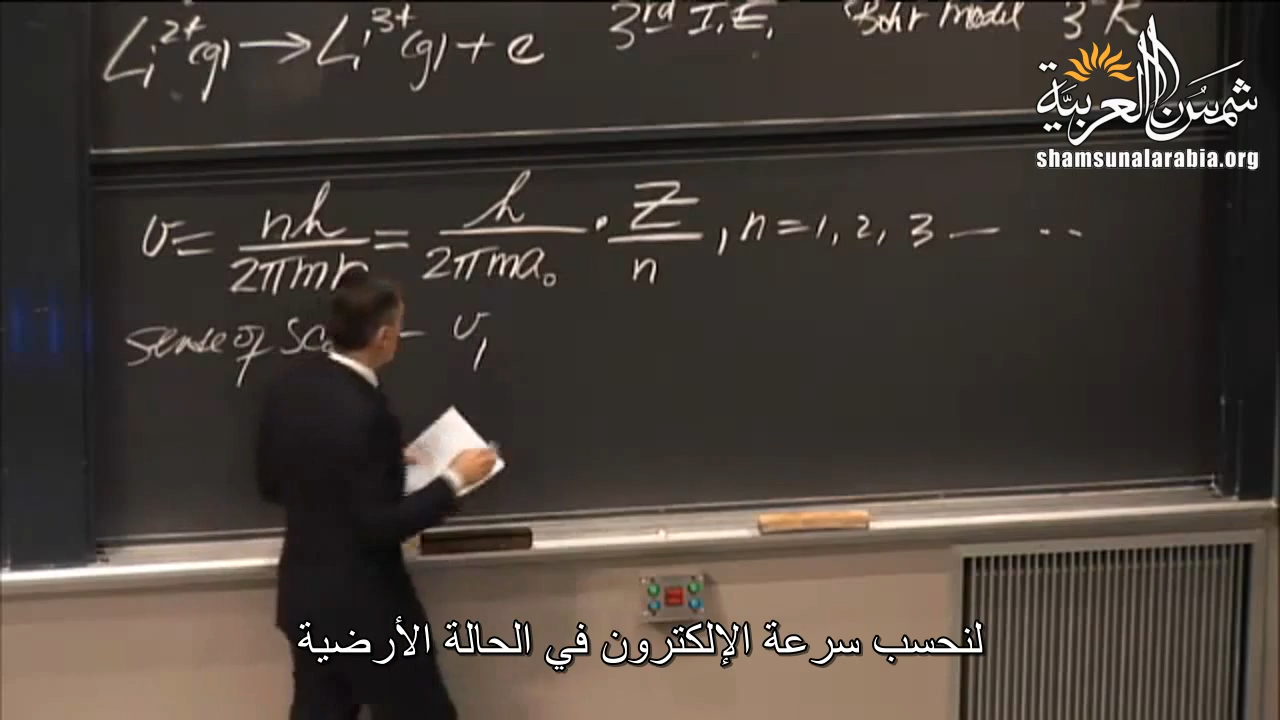 Li²⁺(g) → Li³⁺(g) + e 3rd I.E. Bohr Model
شمس العربية
shamsunalarabia.org
v = nh/2πmr = h/2πma₀ · Z/n , n = 1, 2, 3 — ···
sense of v₁
لنحسب سرعة الإلكترون في الحالة الأرضية